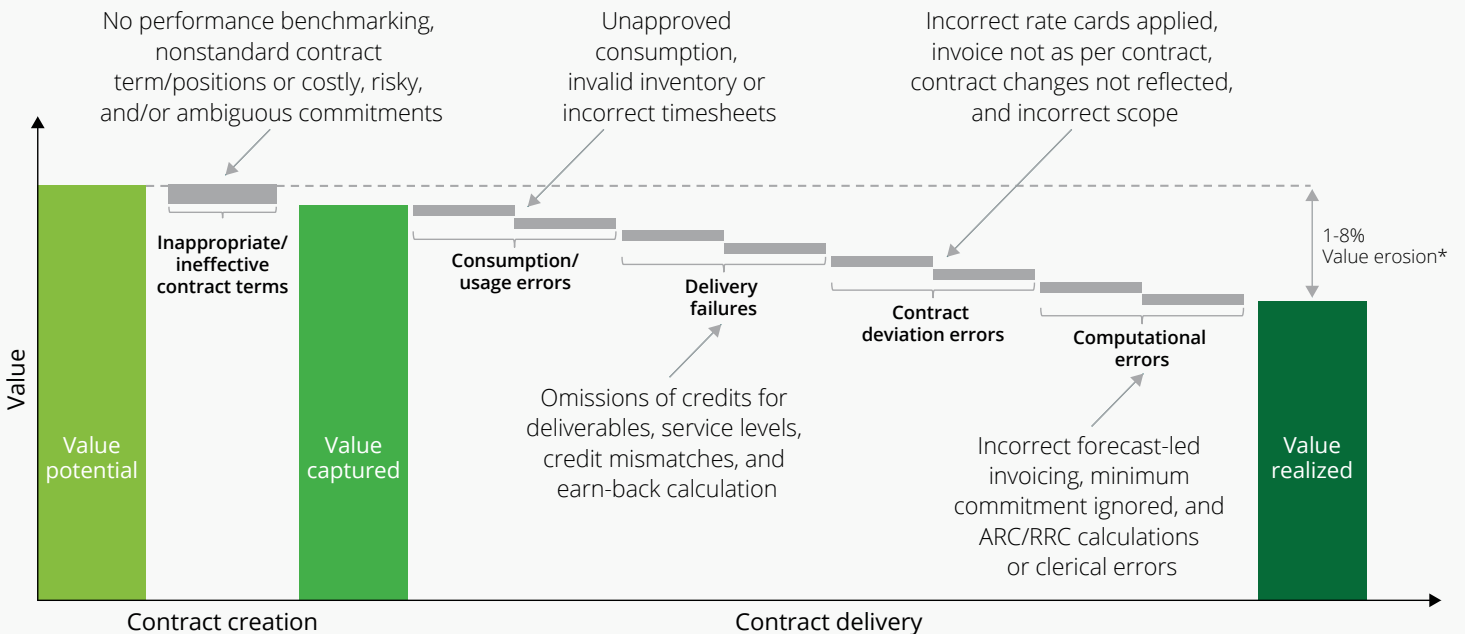 No performance benchmarking,
nonstandard contract
term/positions or costly, risky,
and/or ambiguous commitments
Unapproved
consumption,
invalid inventory or
incorrect timesheets
Incorrect rate cards applied,
invoice not as per contract,
contract changes not reflected,
and incorrect scope
Inappropriate/
ineffective
contract terms
Consumption/
usage errors
Delivery
failures
Contract
deviation errors
Computational
errors
1-8%
Value erosion*
Value
Value
potential
Value
captured
Omissions of credits for
deliverables, service levels,
credit mismatches, and
earn-back calculation
Incorrect forecast-led
invoicing, minimum
commitment ignored, and
ARC/RRC calculations
or clerical errors
Value
realized
Contract creation
Contract delivery